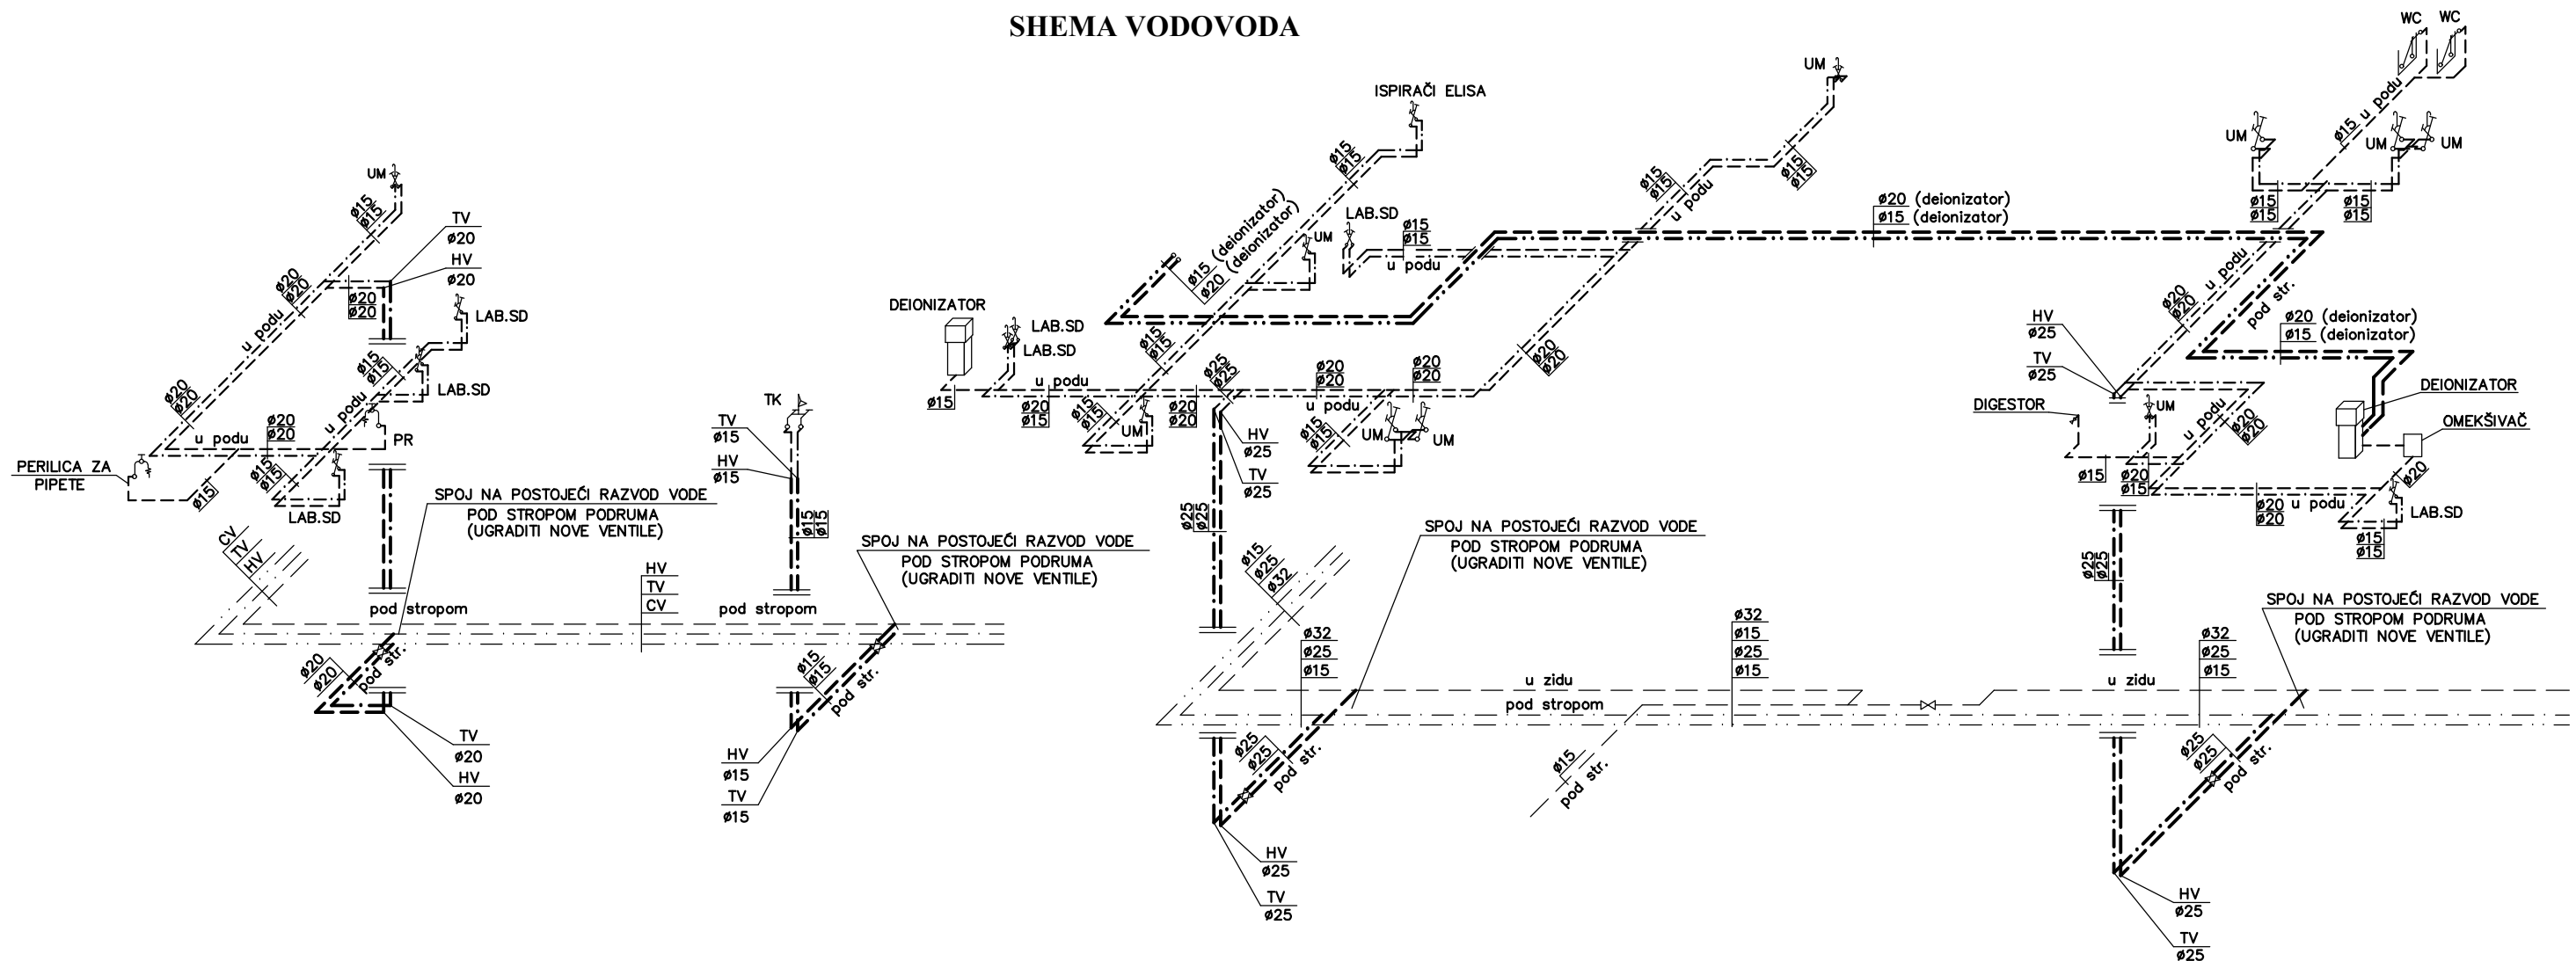 SHEMA VODOVODA
WC WC
UM
ISPIRAČI ELISA
ø15 u podu
UM
UM
UM
ø15
ø15
ø15
ø15
ø15
ø15
u podu
ø15
ø15
ø15
ø15
ø15
ø15
UM
ø15
ø15
TV
ø20
HV
ø20
ø20
ø20
ø20
ø20
u podu
LAB.SD
ø15
ø15
LAB.SD
ø20
ø20
u podu
PR
u podu
ø20
ø20
PERILICA ZA
PIPETE
ø15
ø15
ø15
LAB.SD
ø15 (deionizator)
ø20 (deionizator)
UM
LAB.SD
ø15
ø15
u podu
ø20 (deionizator)
ø15 (deionizator)
DEIONIZATOR
LAB.SD
LAB.SD
ø15
ø15
ø25
ø25
u podu
ø15
ø20
ø15
ø15
ø15
UM
ø20
ø20
ø20
ø20
u podu
ø20
ø20
ø20
ø20
ø15
ø15
UM
UM
HV
ø25
TV
ø25
ø25
ø25
u podu
ø20
ø20
pod str.
ø20 (deionizator)
ø15 (deionizator)
HV
ø25
TV
ø25
DEIONIZATOR
OMEKŠIVAČ
DIGESTOR
UM
u podu
ø20
ø20
ø15
ø20
ø15
ø20
ø20
u podu
ø20
LAB.SD
ø15
ø15
ø25
ø25
TK
TV
ø15
HV
ø15
ø15
ø15
SPOJ NA POSTOJEĆI RAZVOD VODE
POD STROPOM PODRUMA
(UGRADITI NOVE VENTILE)
SPOJ NA POSTOJEĆI RAZVOD VODE
POD STROPOM PODRUMA
(UGRADITI NOVE VENTILE)
SPOJ NA POSTOJEĆI RAZVOD VODE
POD STROPOM PODRUMA
(UGRADITI NOVE VENTILE)
SPOJ NA POSTOJEĆI RAZVOD VODE
POD STROPOM PODRUMA
(UGRADITI NOVE VENTILE)
CV
TV
HV
HV
TV
CV
pod stropom
pod stropom
ø20
ø20
pod str.
ø15
ø15
pod str.
TV
ø20
HV
ø20
HV
ø15
TV
ø15
ø15
ø25
ø32
ø32
ø25
ø15
ø32
ø15
ø25
ø15
ø32
ø25
ø15
u zidu
pod stropom
u zidu
ø25
ø25
pod str.
ø15
pod str.
ø25
ø25
pod str.
HV
ø25
TV
ø25
HV
ø25
TV
ø25